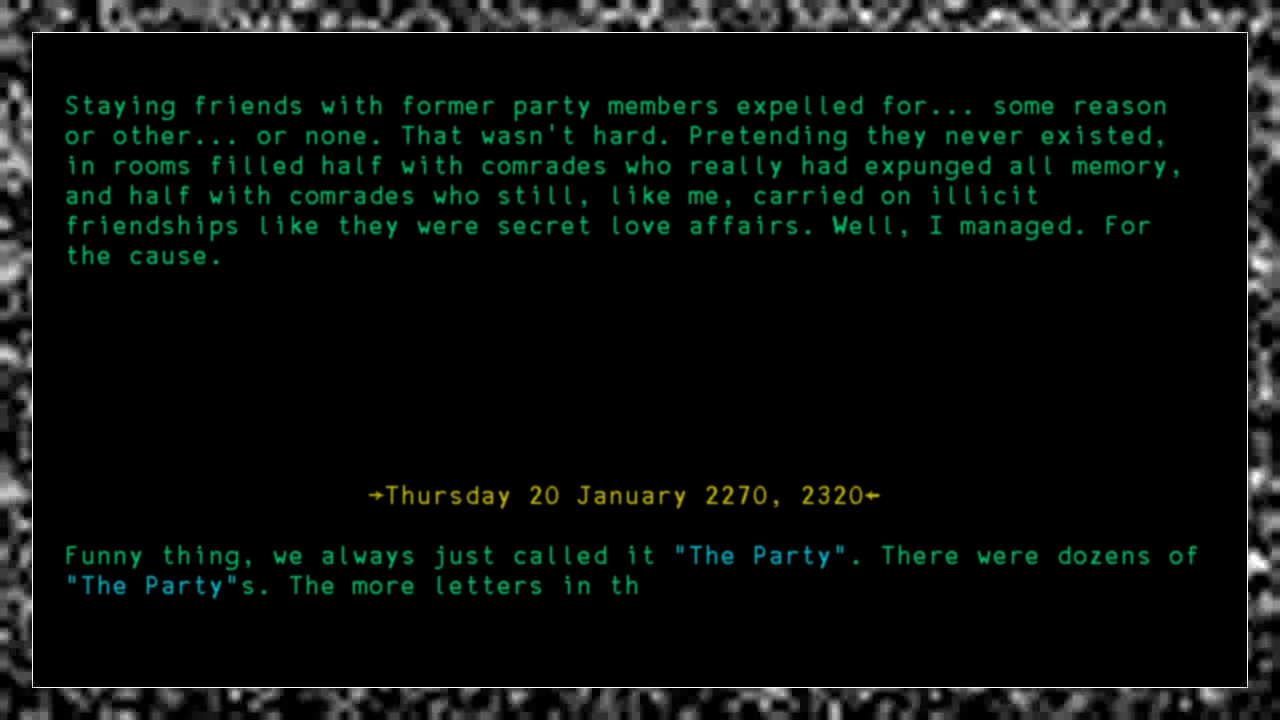 Staying friends with former party members expelled for... some reason
or other... or none. That wasn't hard. Pretending they never existed,
in rooms filled half with comrades who really had expunged all memory,
and half with comrades who still, like me, carried on illicit
friendships like they were secret love affairs. Well, I managed. For
the cause.
→Thursday 20 January 2270, 2320←
Funny thing, we always just called it "The Party". There were dozens of
"The Party"s. The more letters in th